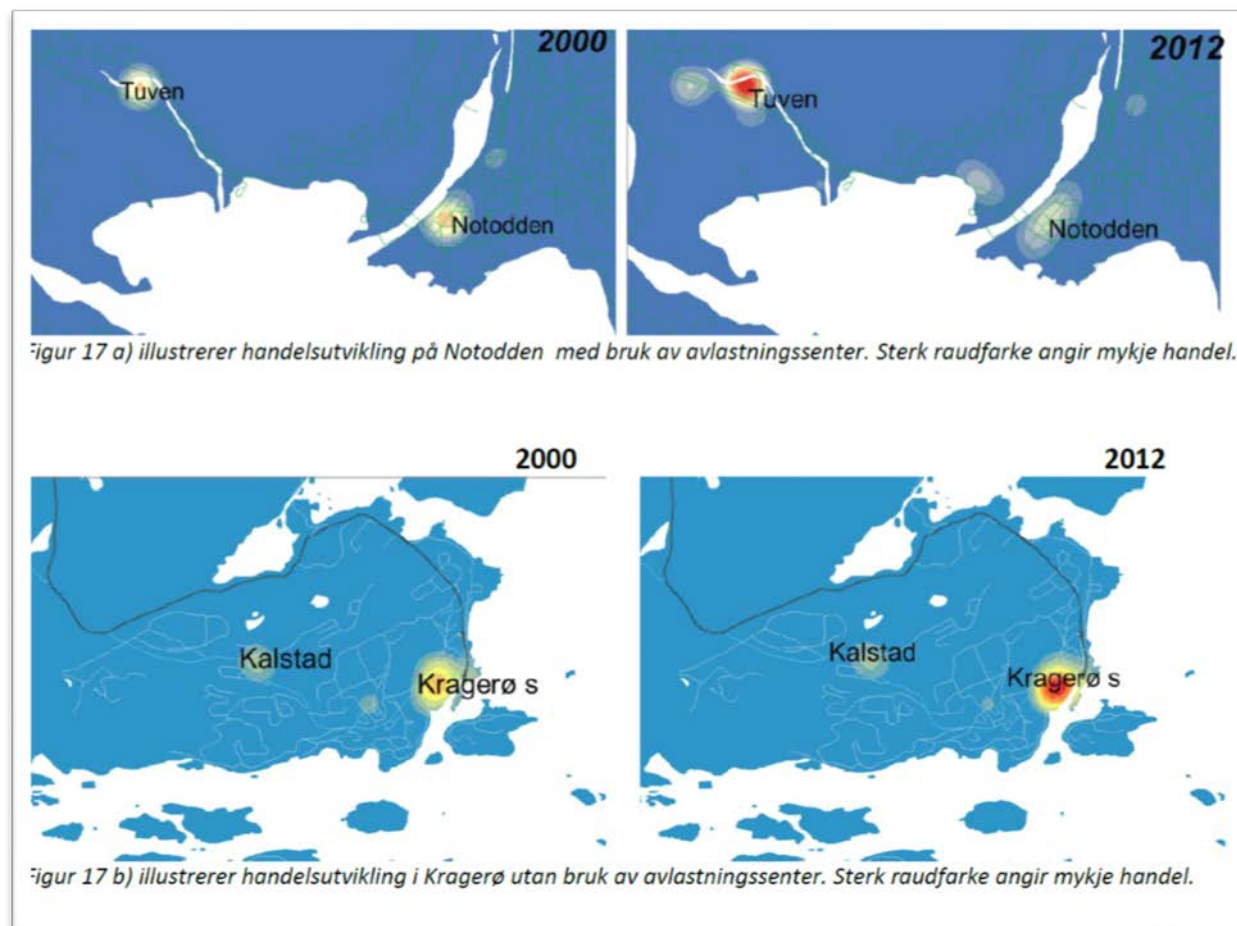 2000
2012
Tuven
Tuven
Notodden
Notodden
Figur 17 a) illustrerer handelsutvikling på Notodden med bruk av avlastningssenter. Sterk raudfarke angir mykje handel.
2000
2012
Kalstad
Kragerø s
Kalstad
Kragerø s
Figur 17 b) illustrerer handelsutvikling i Kragerø utan bruk av avlastningssenter. Sterk raudfarke angir mykje handel.